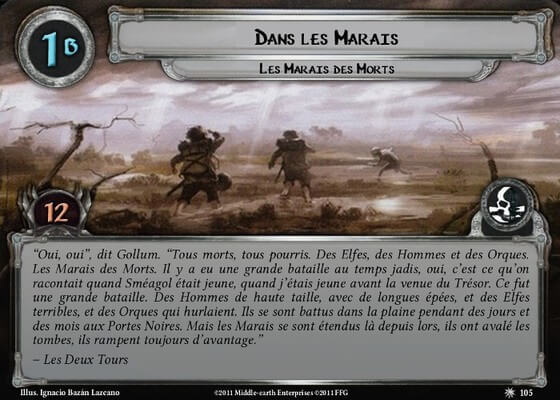 1B
DANS LES MARAIS
LES MARAIS DES MORTS
12
“Oui, oui”, dit Gollum. “Tous morts, tous pourris. Des Elfes, des Hommes et des Orques.
Les Marais des Morts. Il y a eu une grande bataille au temps jadis, oui, c’est ce qu’on
racontait quand Sméagol était jeune, quand j’étais jeune avant la venue du Trésor. Ce fut
une grande bataille. Des Hommes de haute taille, avec de longues épées, et des Elfes
terribles, et des Orques qui hurlaient. Ils se sont battus dans la plaine pendant des jours et
des mois aux Portes Noires. Mais les Marais se sont étendus là depuis lors, ils ont avalé les
tombes, ils rampent toujours d’avantage.”
– Les Deux Tours
Illus. Ignacio Bazán Lazcano
©2011 Middle-earth Enterprises ©2011 FFG
105